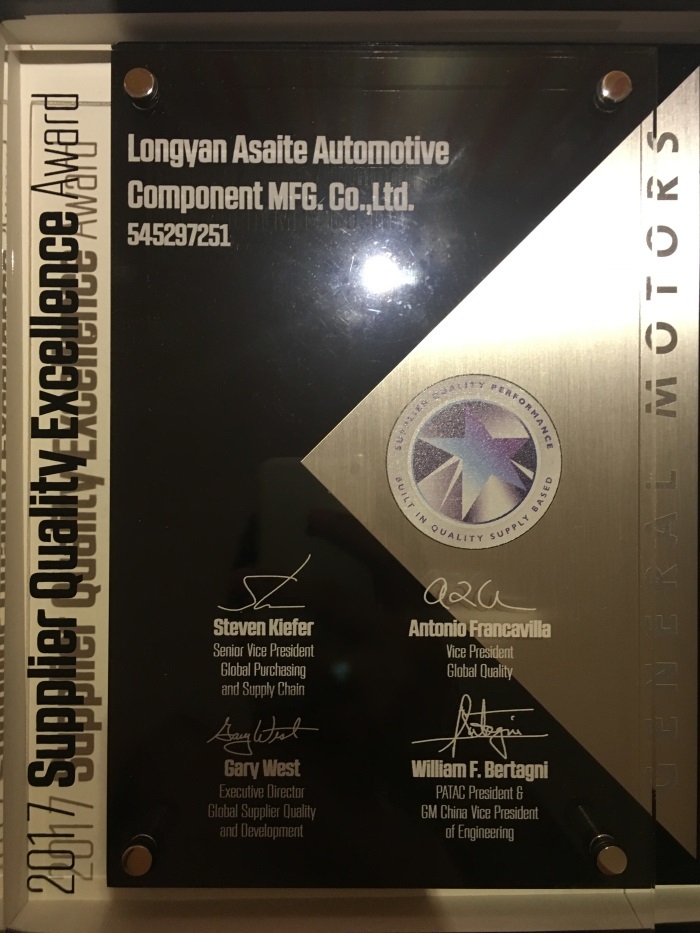 2017 Supplier Quality Excellence Award
Longyan Asaite Automotive
Component MFG. Co.,Ltd.
545297251
GENERAL MOTORS
SUPPLIER QUALITY PERFORMANCE
BUILT IN QUALITY SUPPLY BASED
Steven Kiefer
Senior Vice President
Global Purchasing
and Supply Chain
Antonio Francavilla
Vice President
Global Quality
Gary West
Gary West
Executive Director
Global Supplier Quality
and Development
William F. Bertagni
PATAC President &
GM China Vice President
of Engineering